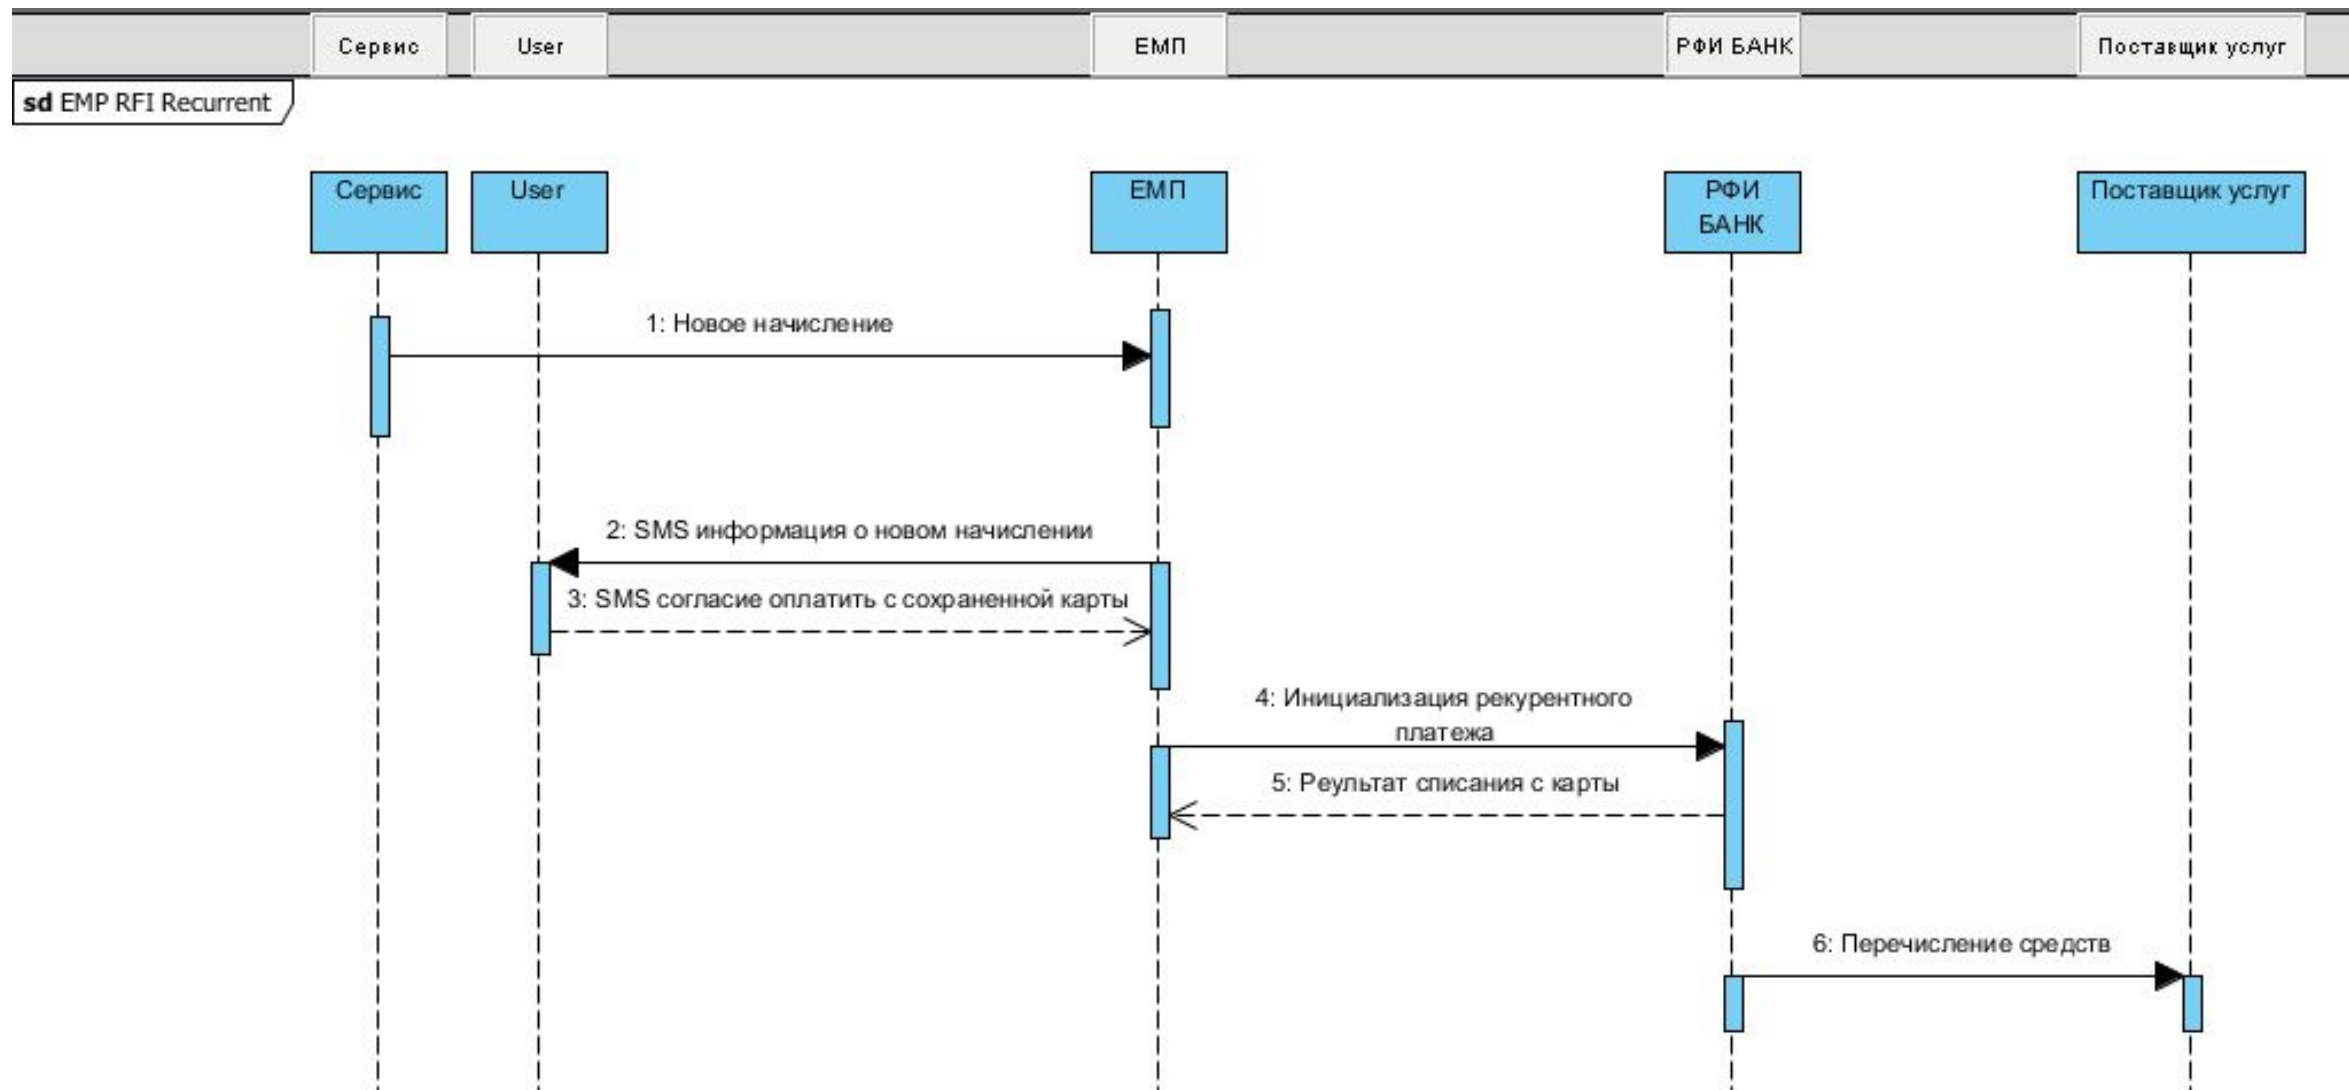 Сервис User ЕМП РФИ БАНК Поставщик услуг
sd EMP RFI Recurrent
Сервис User ЕМП РФИ Поставщик услуг
БАНК
1: Новое начисление
2: SMS информация о новом начислении
3: SMS согласие оплатить с сохраненной карты
4: Инициализация рекурентного
платежа
5: Реультат списания с карты
6: Перечисление средств